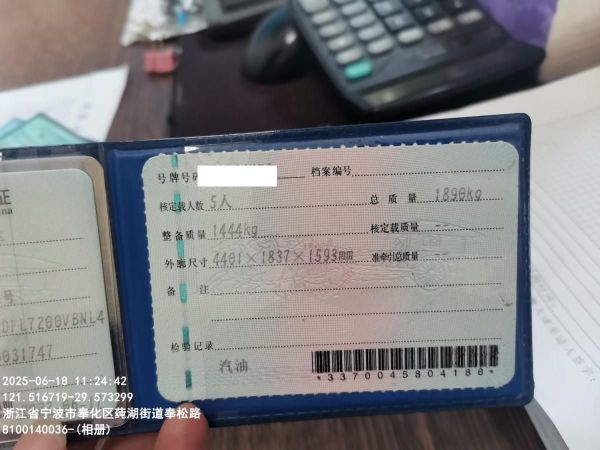 证
na
号
DFL7200VBNL4
0031747
号牌号码
档案编号
核定载人数 5人
总质量 1890kg
整备质量 1444kg
核定载质量 --
外廓尺寸 4401×1837×1593mm
准牵引总质量 --
备注
检验记录
汽油
*3370045804186*
2025-06-18 11:24:42
121.516719-29.573299
浙江省宁波市奉化区莼湖街道奉松路
8100140036-(相册)